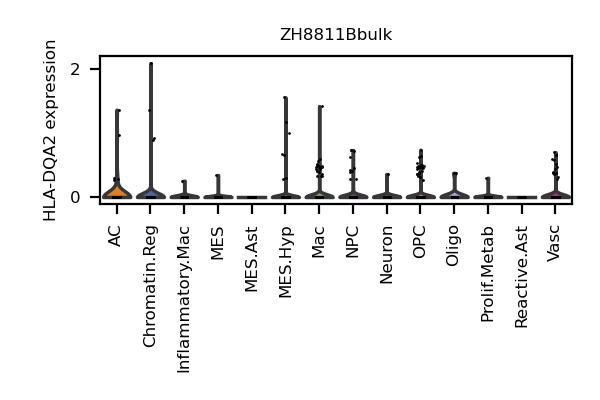 ZH8811Bbulk
HLA-DQA2 expression
2
0
AC
Chromatin.Reg
Inflammatory.Mac
MES
MES.Ast
MES.Hyp
Mac
NPC
Neuron
OPC
Oligo
Prolif.Metab
Reactive.Ast
Vasc